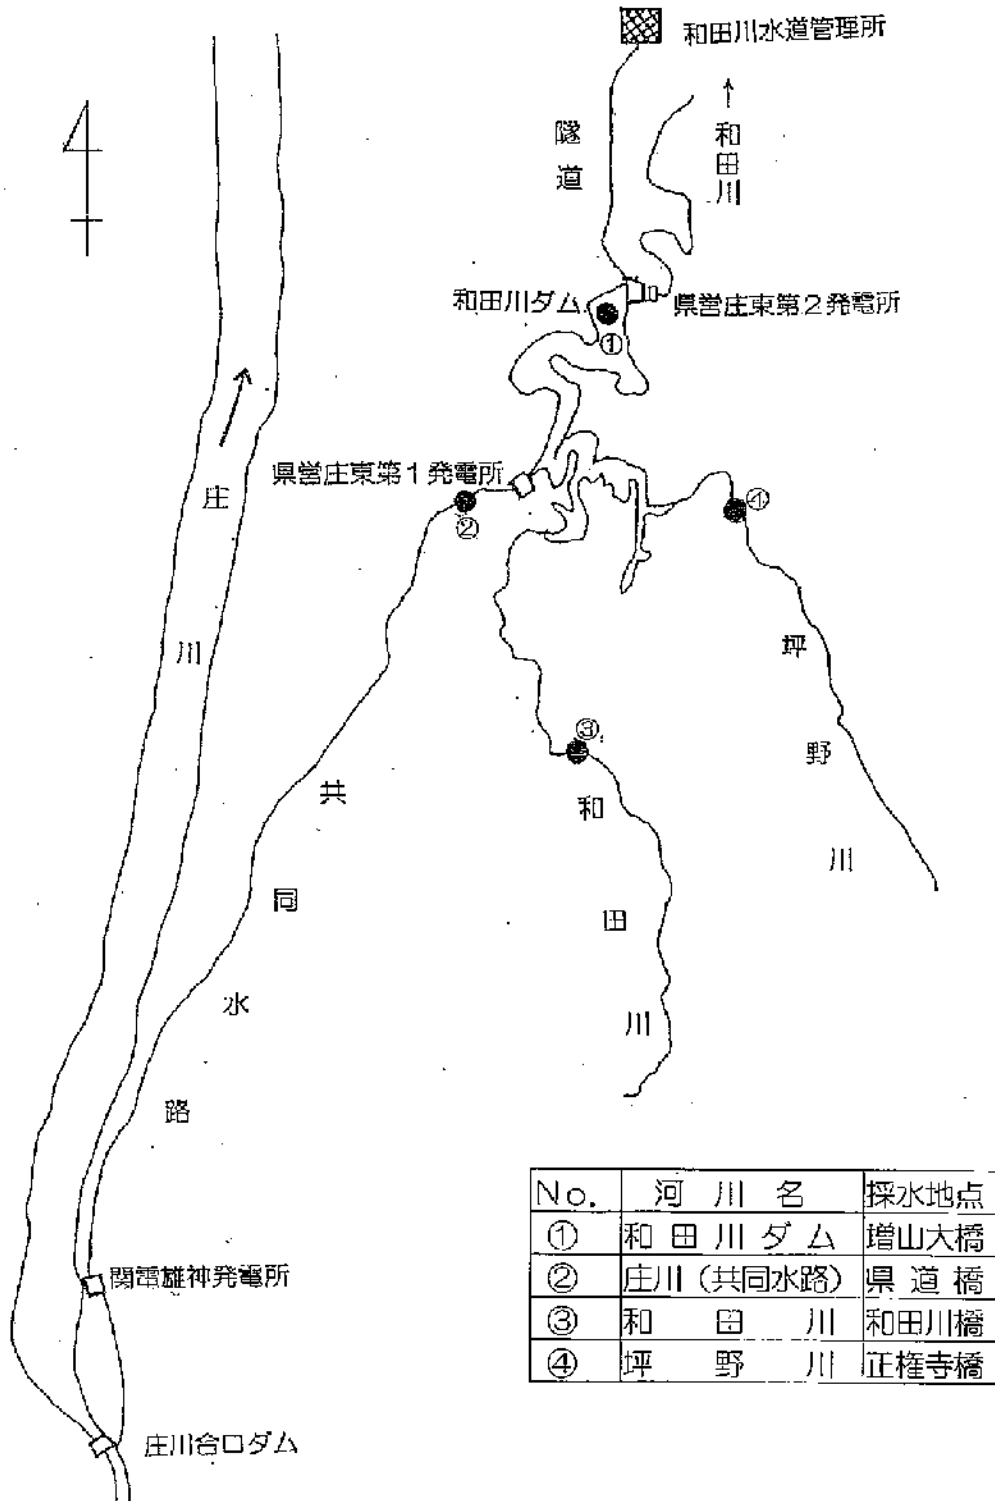 和田川水道管理所
隧道
↑和田川
和田川ダム
県営庄東第2発電所
①
県営庄東第1発電所
②
④
庄川
坪野川
③
和田川
共同水路
関電雄神発電所
庄川合口ダム
No. 河川名 採水地点
① 和田川ダム 増山大橋
② 庄川(共同水路) 県道橋
③ 和田川 和田川橋
④ 坪野川 正権寺橋